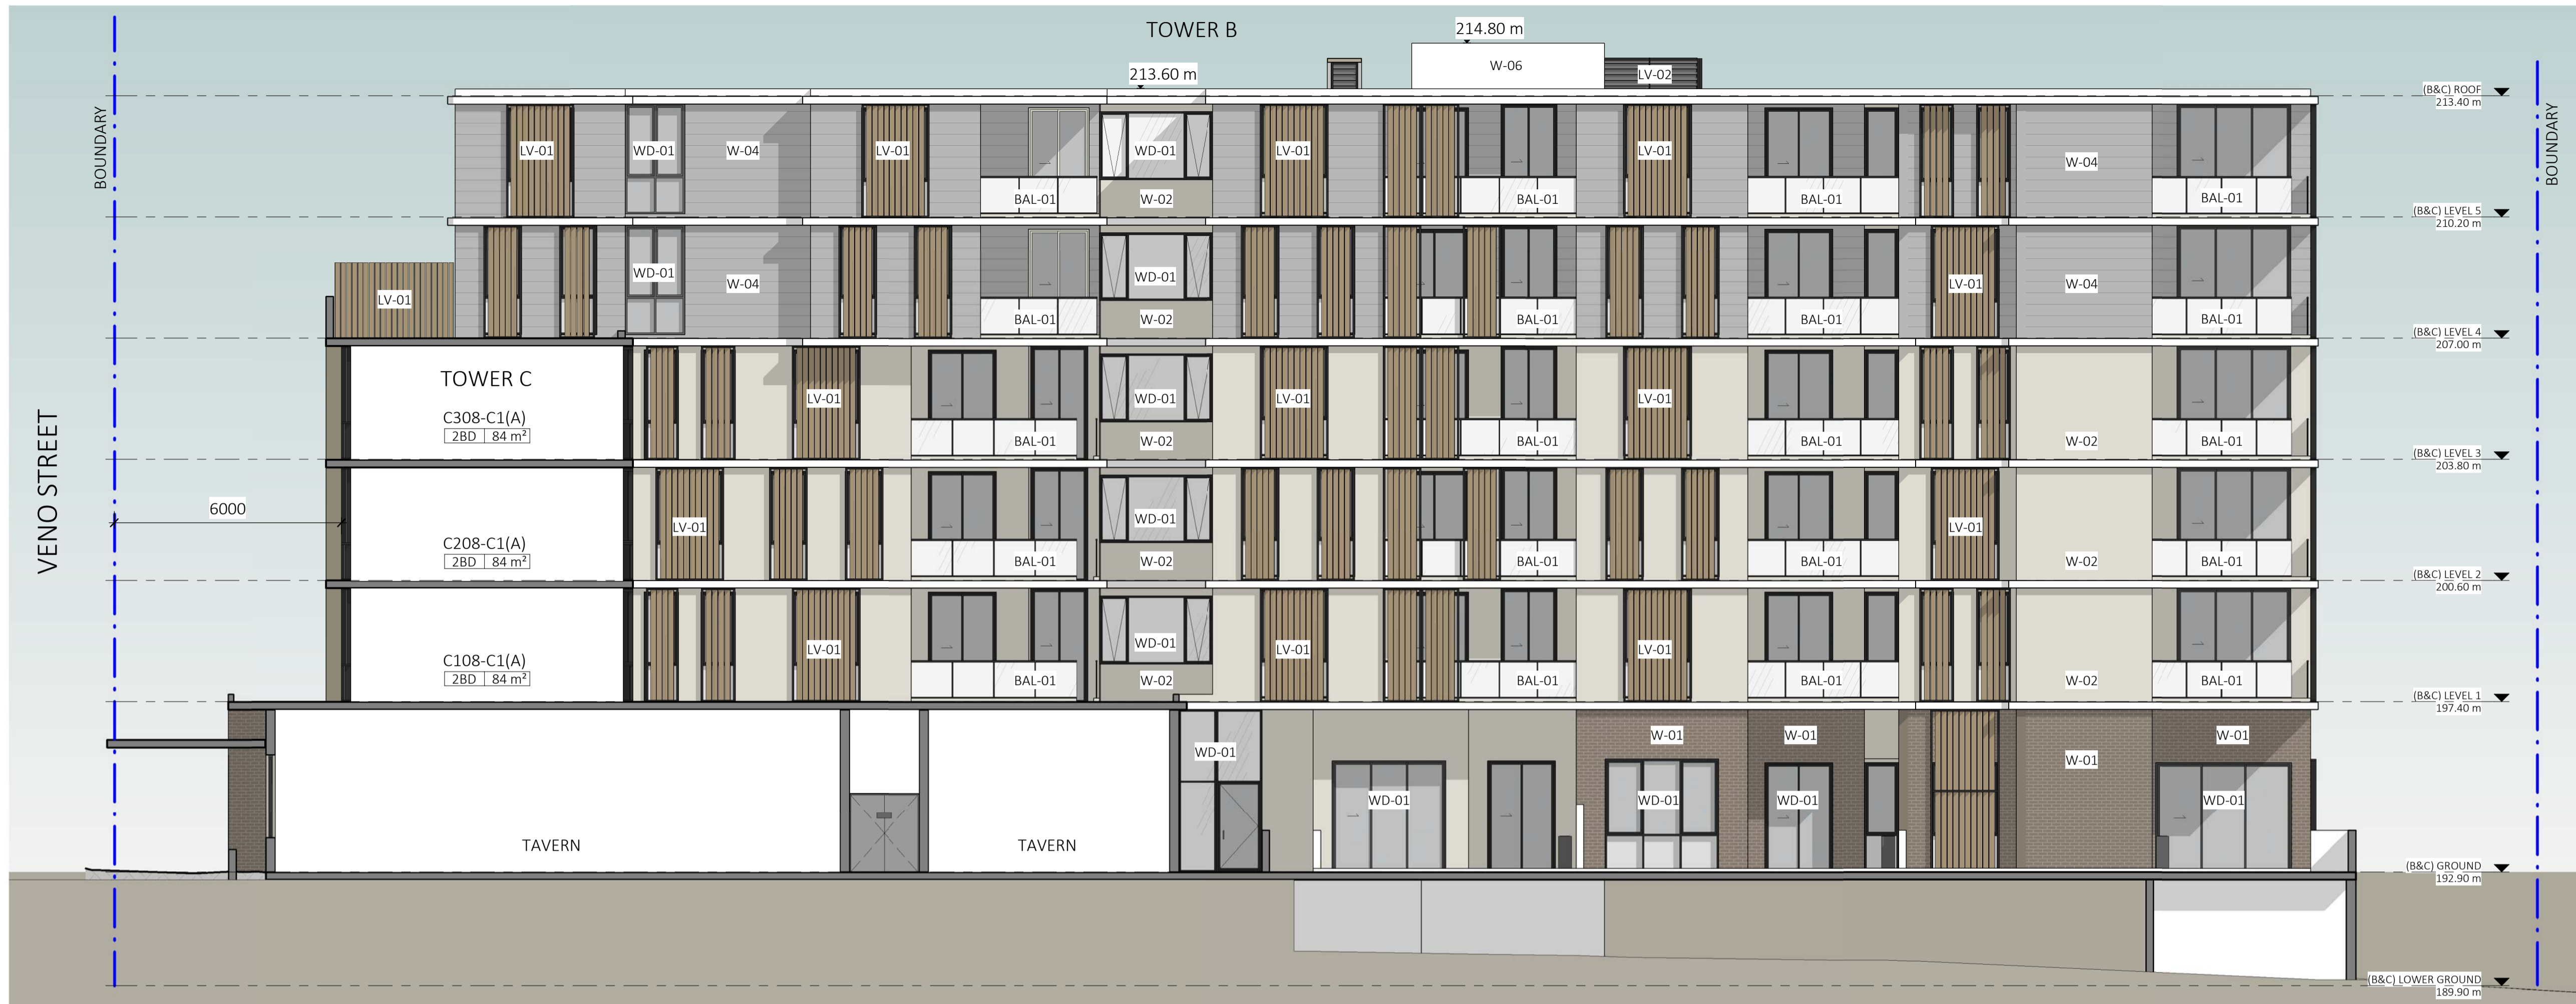 TOWER B
214.80 m
W-06
213.60 m
LV-02
(B&C) ROOF
213.40 m
BOUNDARY
BOUNDARY
LV-01
WD-01
W-04
LV-01
WD-01
LV-01
LV-01
W-04
BAL-01
W-02
BAL-01
BAL-01
BAL-01
(B&C) LEVEL 5
210.20 m
LV-01
WD-01
W-04
WD-01
LV-01
W-04
BAL-01
W-02
BAL-01
BAL-01
BAL-01
(B&C) LEVEL 4
207.00 m
TOWER C
C308-C1(A)
2BD 84 m²
LV-01
WD-01
LV-01
LV-01
BAL-01
W-02
BAL-01
BAL-01
W-02
BAL-01
(B&C) LEVEL 3
203.80 m
VENO STREET
6000
C208-C1(A)
2BD 84 m²
LV-01
WD-01
LV-01
BAL-01
W-02
BAL-01
BAL-01
W-02
BAL-01
(B&C) LEVEL 2
200.60 m
C108-C1(A)
2BD 84 m²
LV-01
WD-01
LV-01
LV-01
BAL-01
W-02
BAL-01
BAL-01
W-02
BAL-01
(B&C) LEVEL 1
197.40 m
WD-01
W-01
W-01
W-01
W-01
WD-01
WD-01
WD-01
WD-01
TAVERN
TAVERN
(B&C) GROUND
192.90 m
(B&C) LOWER GROUND
189.90 m